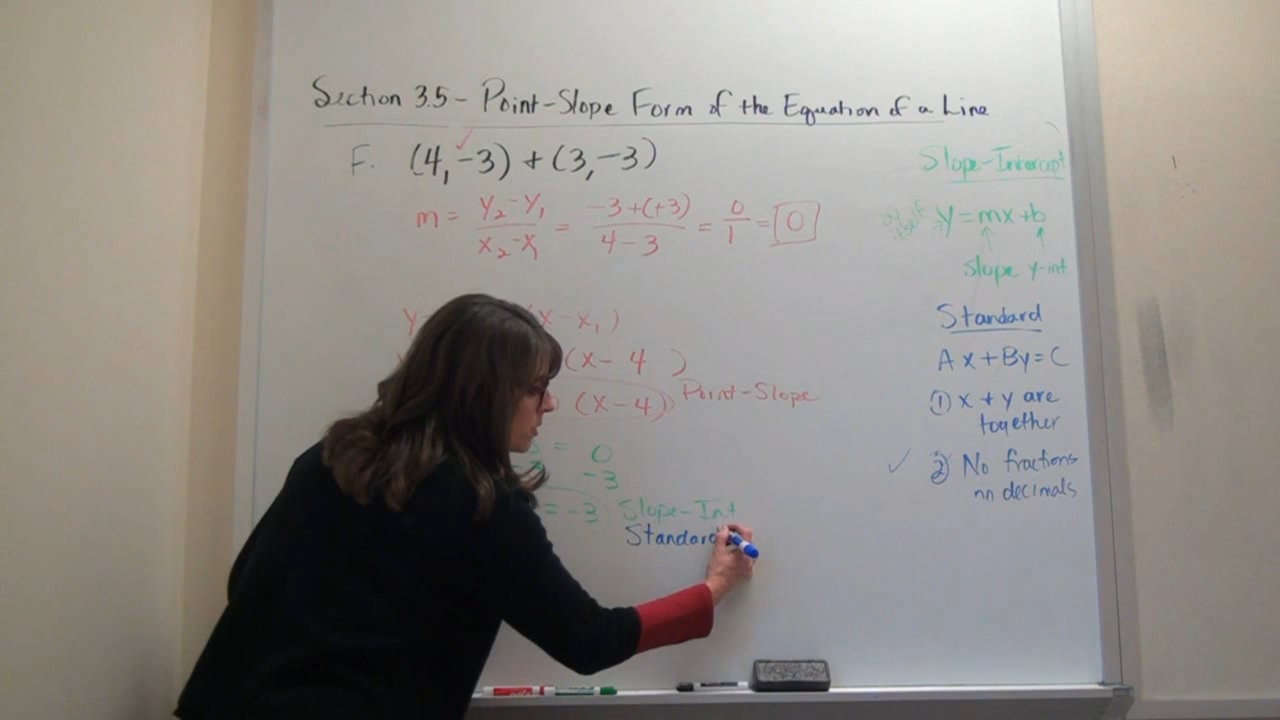 Section 3.5 - Point-Slope Form of the Equation of a Line
F. (4, -3) + (3, -3)
m = y₂-y₁ / x₂-x₁ = -3+(+3) / 4-3 = 0/1 = 0
(x-x₁)
(x-4 )
(x-4) Point-Slope
= 0
-3
= -3 Slope-Int
Standard
Slope-Intercept
y = mx + b
Slope y-int
Standard
Ax + By = C
① x + y are
together
② No fractions
no decimals